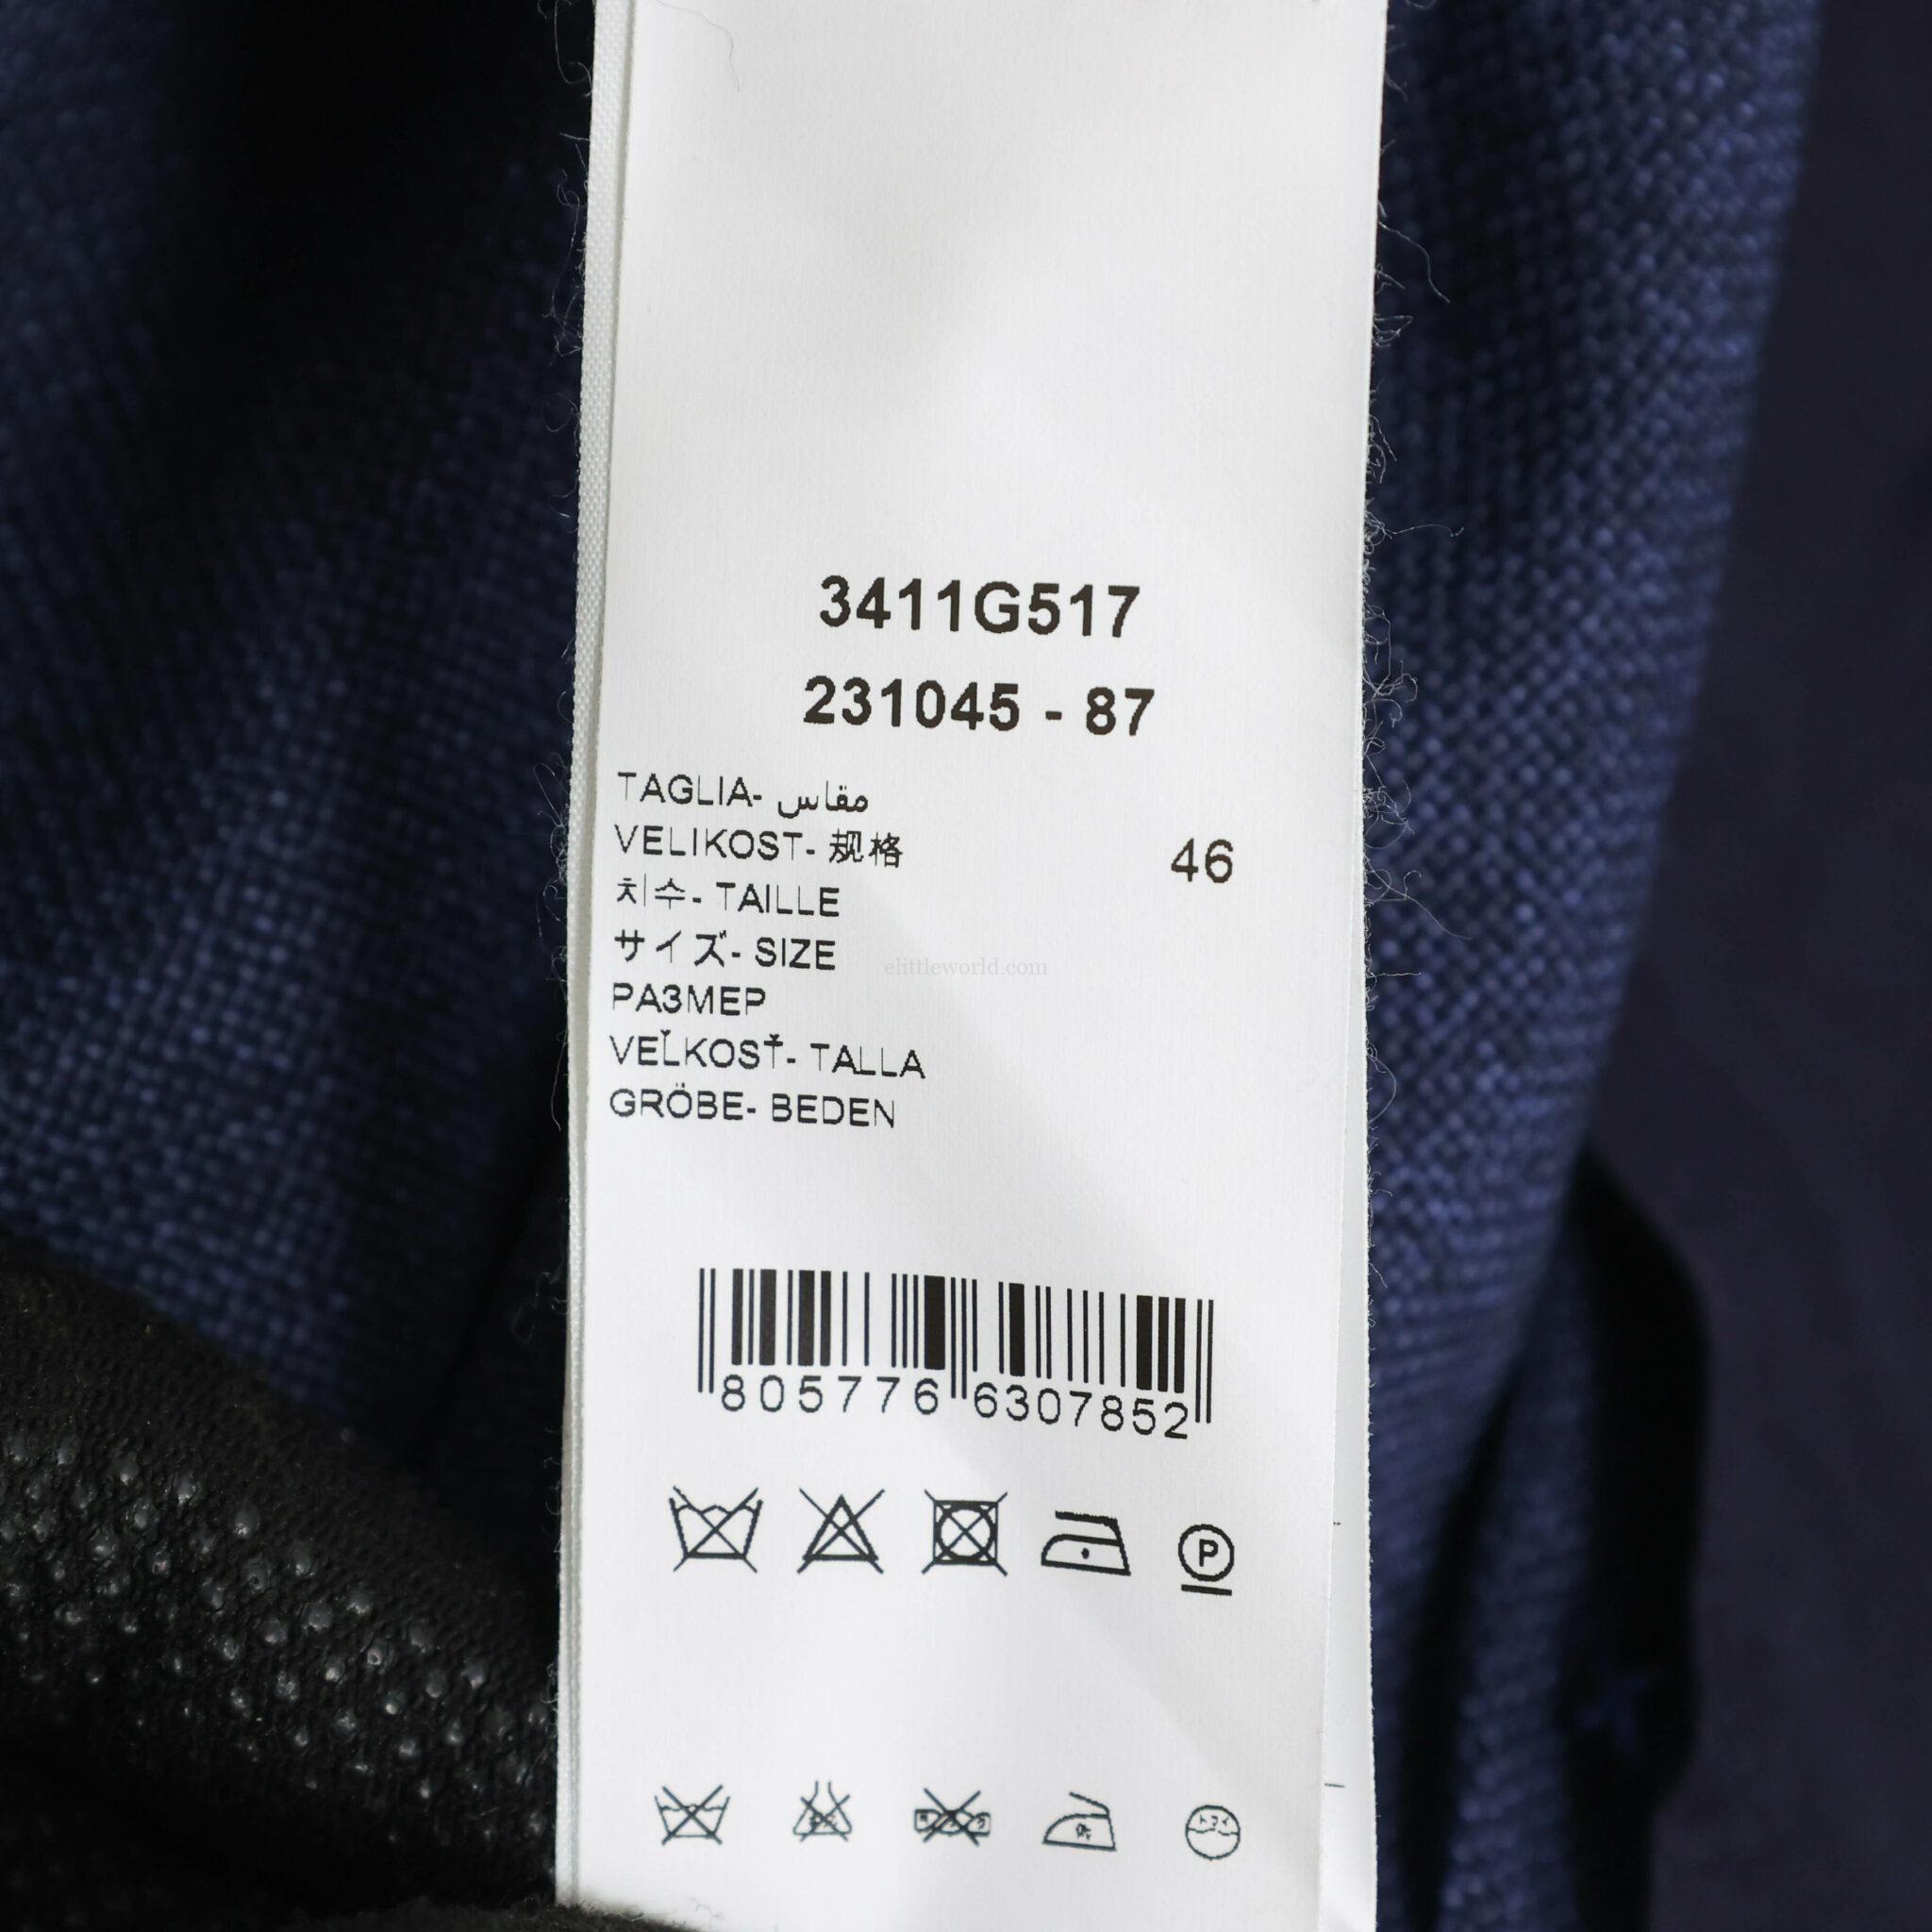 3411G517
231045 - 87
TAGLIA- مقاس
VELIKOST- 规格
46
치수- TAILLE
サイズ- SIZE
elittleworld.com
РАЗМЕР
VEĽKOSŤ- TALLA
GRÖBE- BEDEN
805776 6307852
P